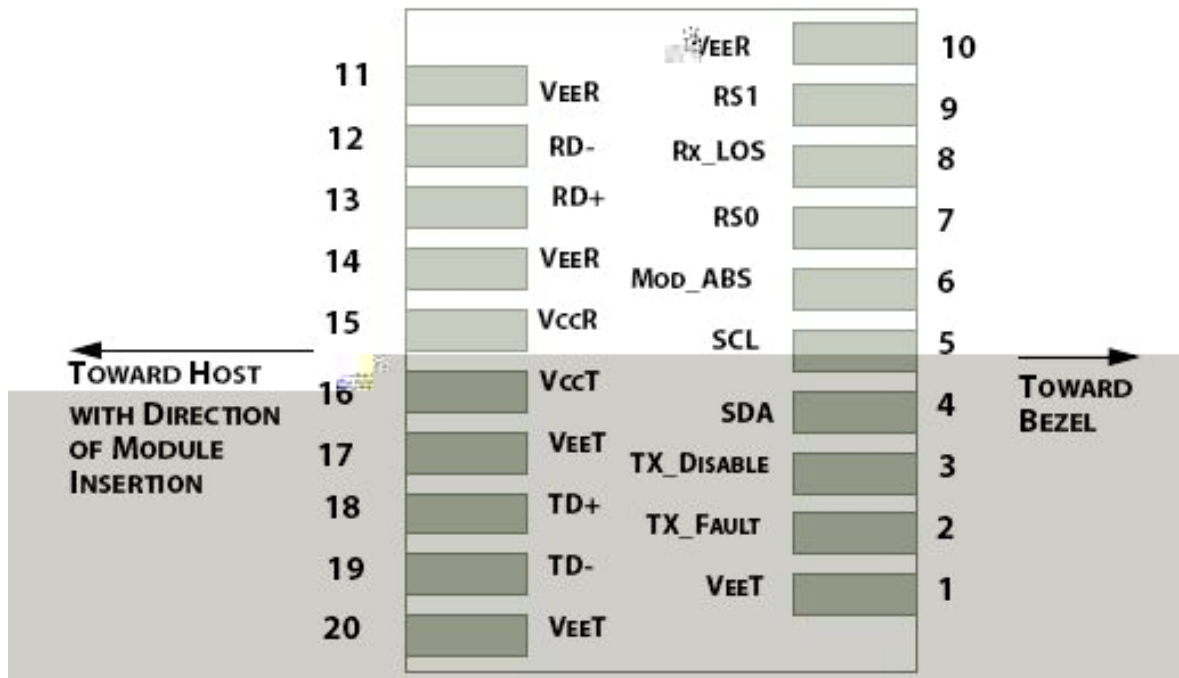 VEER 10
11 VEER
RS1 9
12 RD-
RX_LOS 8
13 RD+
RS0 7
14 VEER
MOD_ABS 6
15 VCCR
SCL 5
TOWARD HOST
WITH DIRECTION
OF MODULE
INSERTION
TOWARD
BEZEL
16 VCCT
SDA 4
17 VEET
TX_DISABLE 3
18 TD+
TX_FAULT 2
19 TD-
VEET 1
20 VEET